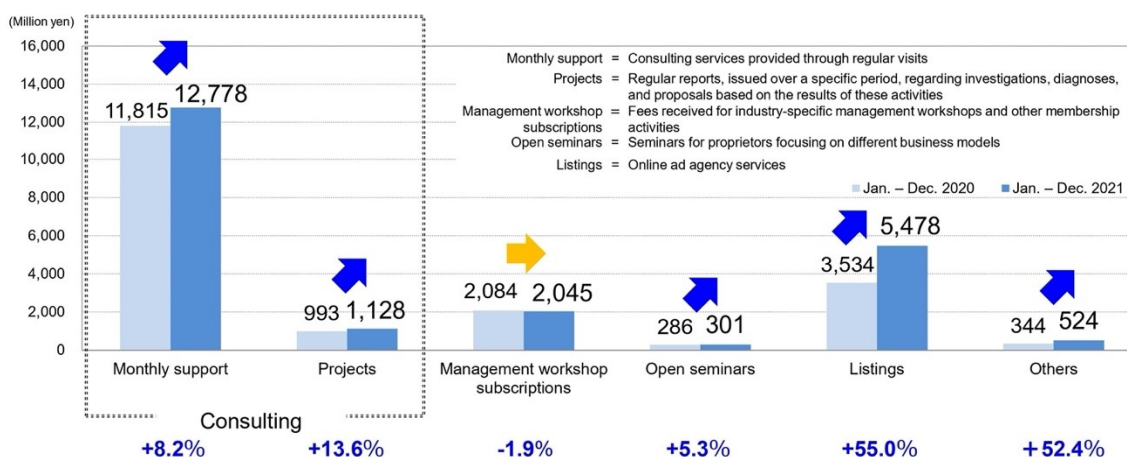 (Million yen)
16,000
14,000
12,000
10,000
8,000
6,000
4,000
2,000
0
Monthly support = Consulting services provided through regular visits
Projects = Regular reports, issued over a specific period, regarding investigations, diagnoses,
and proposals based on the results of these activities
Management workshop = Fees received for industry-specific management workshops and other membership
subscriptions activities
Open seminars = Seminars for proprietors focusing on different business models
Listings = Online ad agency services
Jan. – Dec. 2020 Jan. – Dec. 2021
11,815 12,778
993 1,128
2,084 2,045
286 301
3,534 5,478
344 524
Monthly support Projects Management workshop Open seminars Listings Others
subscriptions
Consulting
+8.2% +13.6% -1.9% +5.3% +55.0% +52.4%